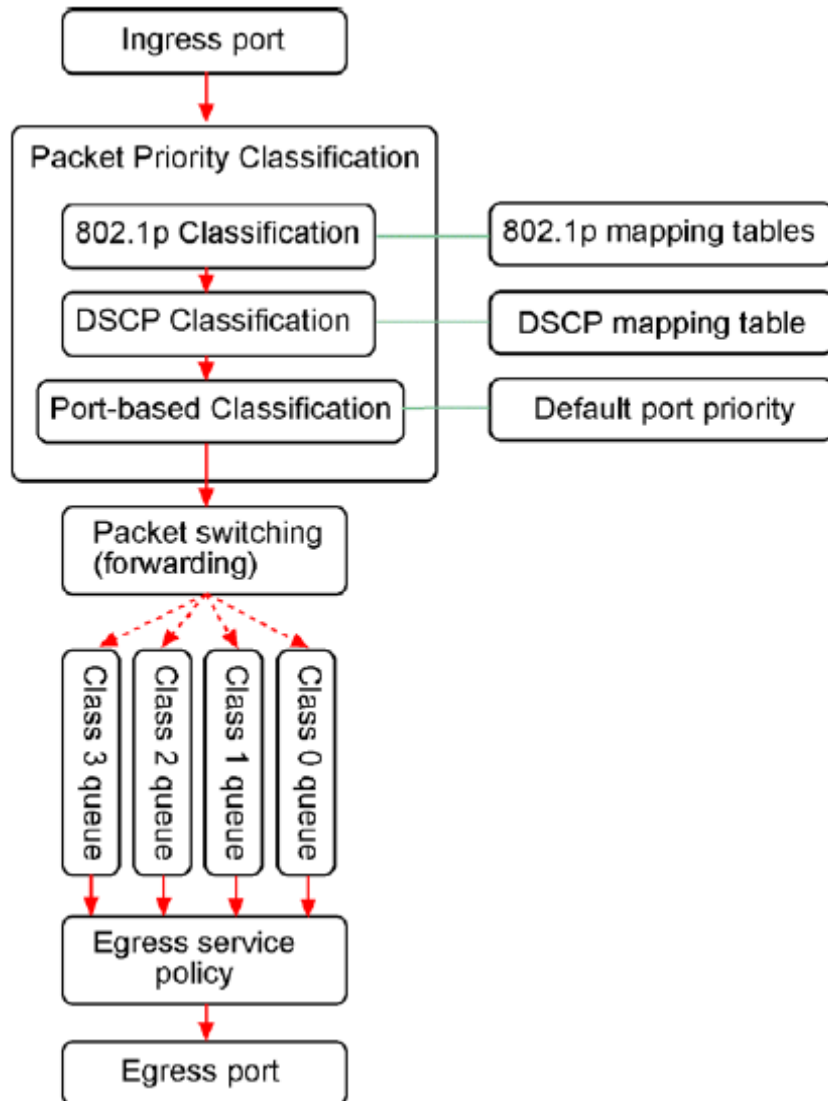 Ingress port
Packet Priority Classification
802.1p Classification
802.1p mapping tables
DSCP Classification
DSCP mapping table
Port-based Classification
Default port priority
Packet switching
(forwarding)
Class 3 queue
Class 2 queue
Class 1 queue
Class 0 queue
Egress service
policy
Egress port